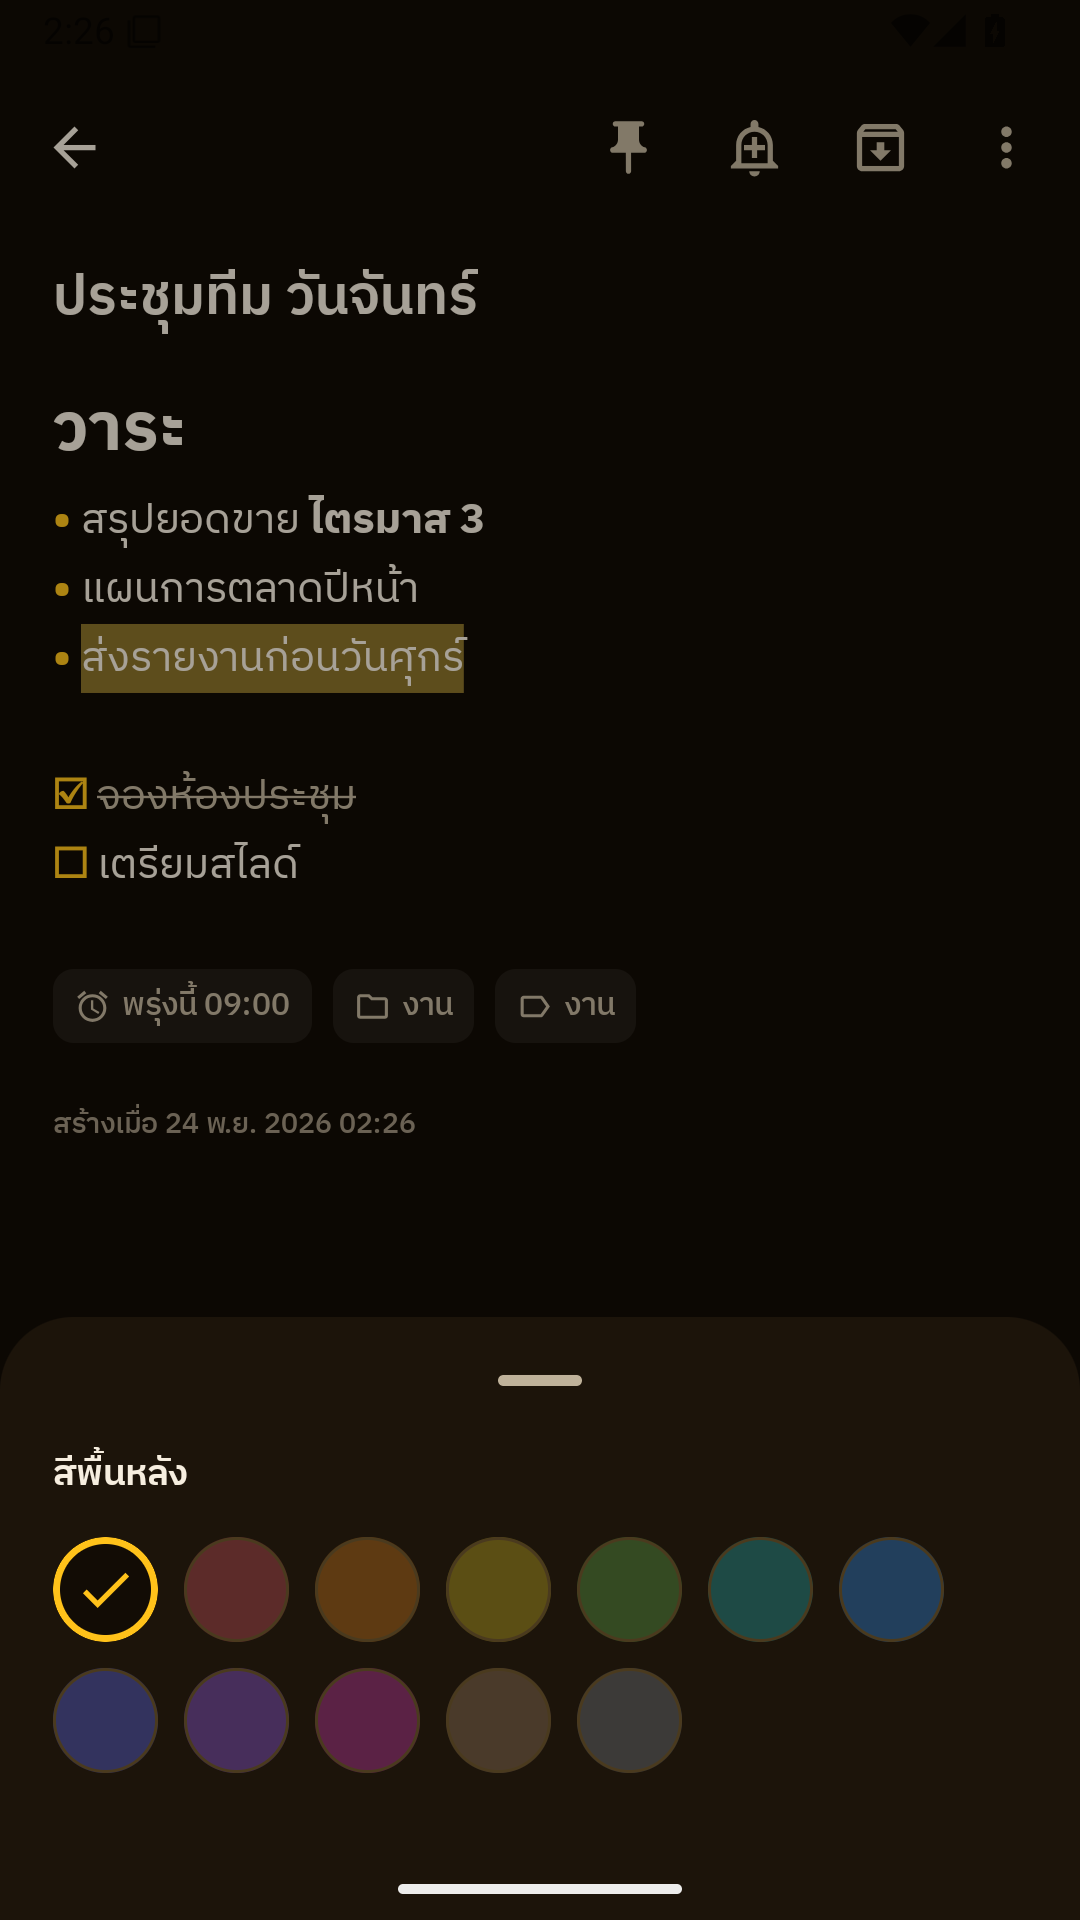 2:26
ประชุมทีม วันจันทร์
วาระ
• สรุปยอดขาย ไตรมาส 3
• แผนการตลาดปีหน้า
• ส่งรายงานก่อนวันศุกร์
☑ จองห้องประชุม
☐ เตรียมสไลด์
พรุ่งนี้ 09:00 งาน งาน
สร้างเมื่อ 24 พ.ย. 2026 02:26
สีพื้นหลัง